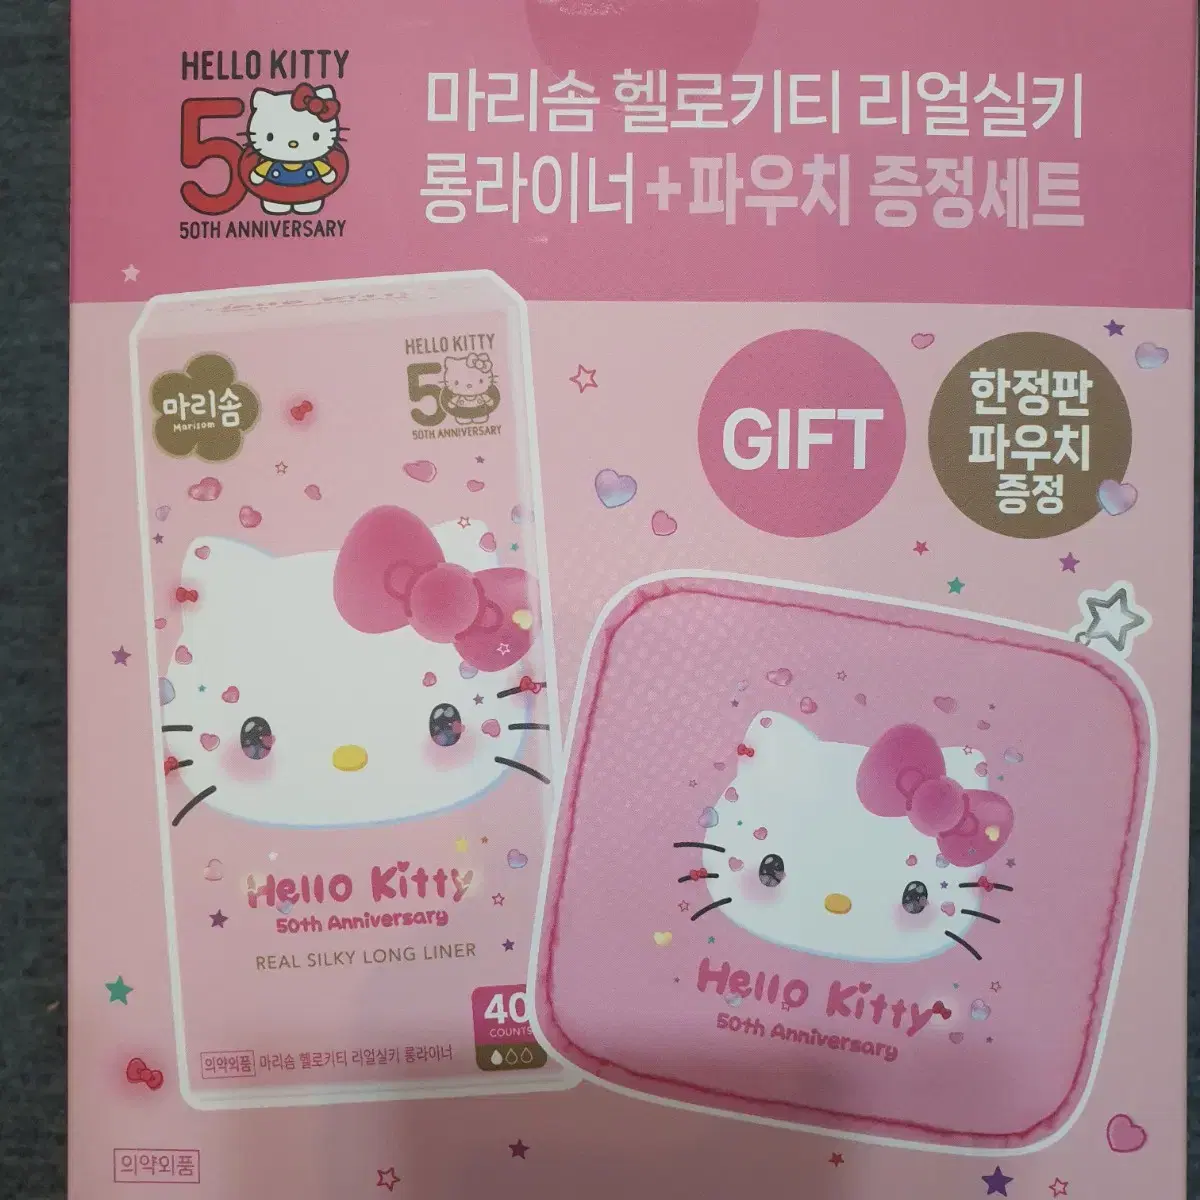 HELLO KITTY
50
50TH ANNIVERSARY
마리솜 헬로키티 리얼실키
롱라이너+파우치 증정세트
GIFT
한정판
파우치
증정
Hello Kitty
마리솜
Marisom
HELLO KITTY
50
50TH ANNIVERSARY
Hello Kitty
50th Anniversary
REAL SILKY LONG LINER
40
COUNTS
의약외품 마리솜 헬로키티 리얼실키 롱라이너
Hello Kitty
50th Anniversary
의약외품